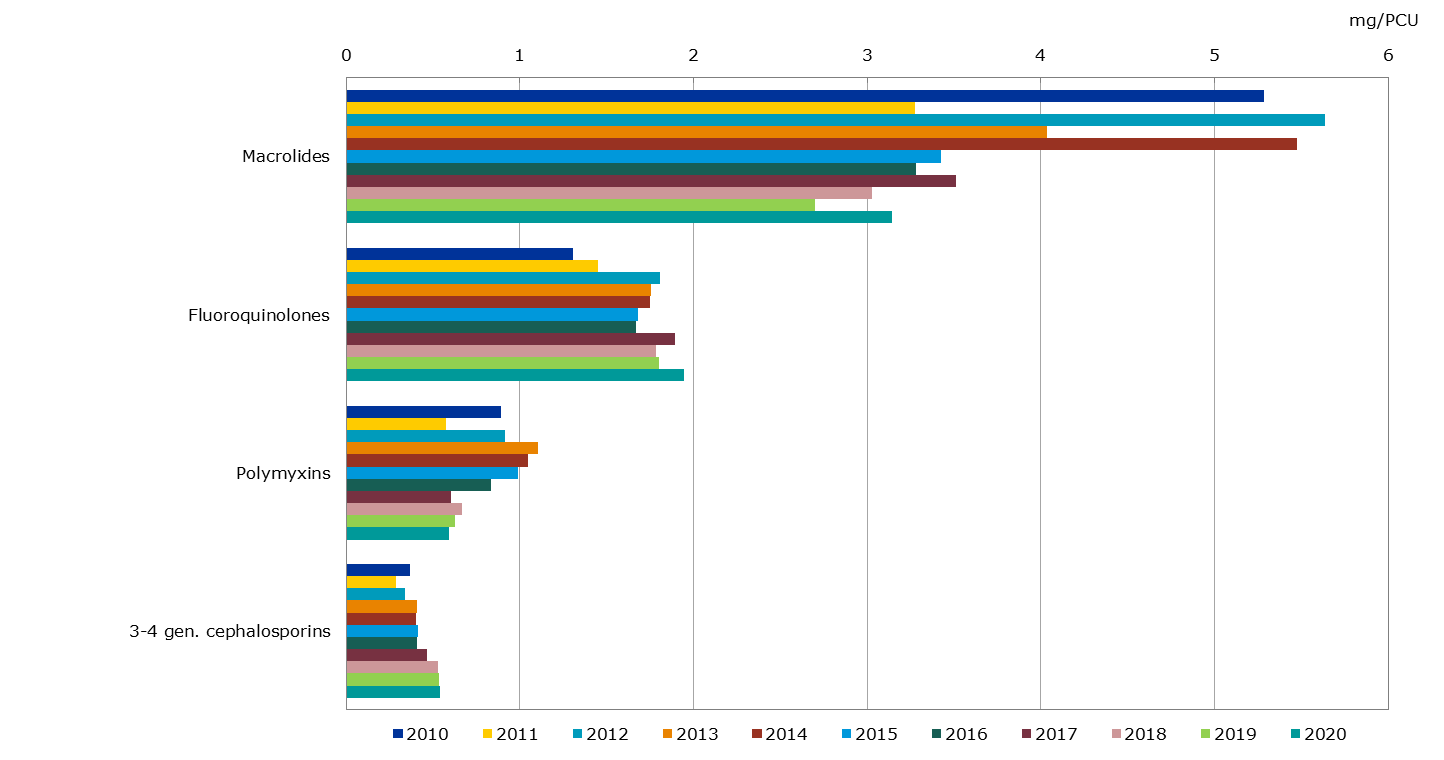 mg/PCU
0 1 2 3 4 5 6
Macrolides
Fluoroquinolones
Polymyxins
3-4 gen. cephalosporins
2010 2011 2012 2013 2014 2015 2016 2017 2018 2019 2020